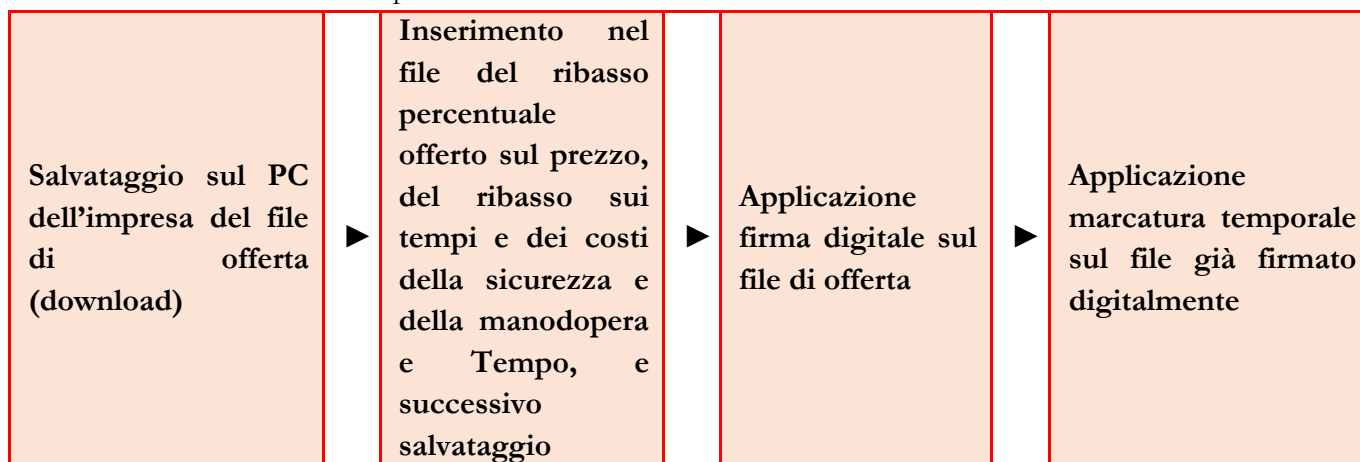 Salvataggio sul PC
dell'impresa del file
di offerta
(download)
►
Inserimento nel
file del ribasso
percentuale
offerto sul prezzo,
del ribasso sui
tempi e dei costi
della sicurezza e
della manodopera
e Tempo, e
successivo
salvataggio
►
Applicazione
firma digitale sul
file di offerta
►
Applicazione
marcatura temporale
sul file già firmato
digitalmente